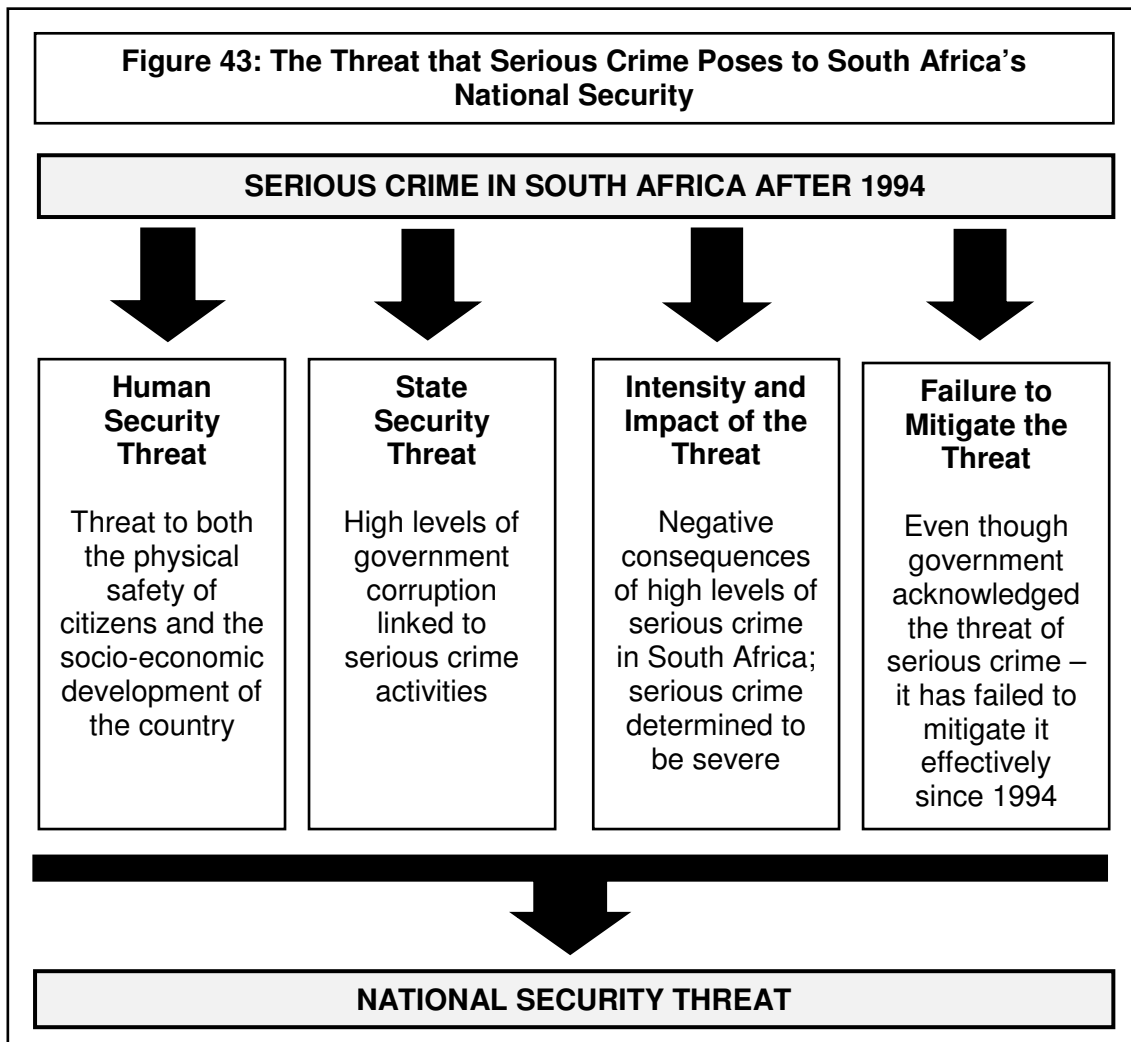 Figure 43: The Threat that Serious Crime Poses to South Africa’s
National Security
SERIOUS CRIME IN SOUTH AFRICA AFTER 1994
Human
Security
Threat
Threat to both
the physical
safety of
citizens and the
socio-economic
development of
the country
State
Security
Threat
High levels of
government
corruption
linked to
serious crime
activities
Intensity and
Impact of the
Threat
Negative
consequences
of high levels of
serious crime
in South Africa;
serious crime
determined to
be severe
Failure to
Mitigate the
Threat
Even though
government
acknowledged
the threat of
serious crime –
it has failed to
mitigate it
effectively
since 1994
NATIONAL SECURITY THREAT